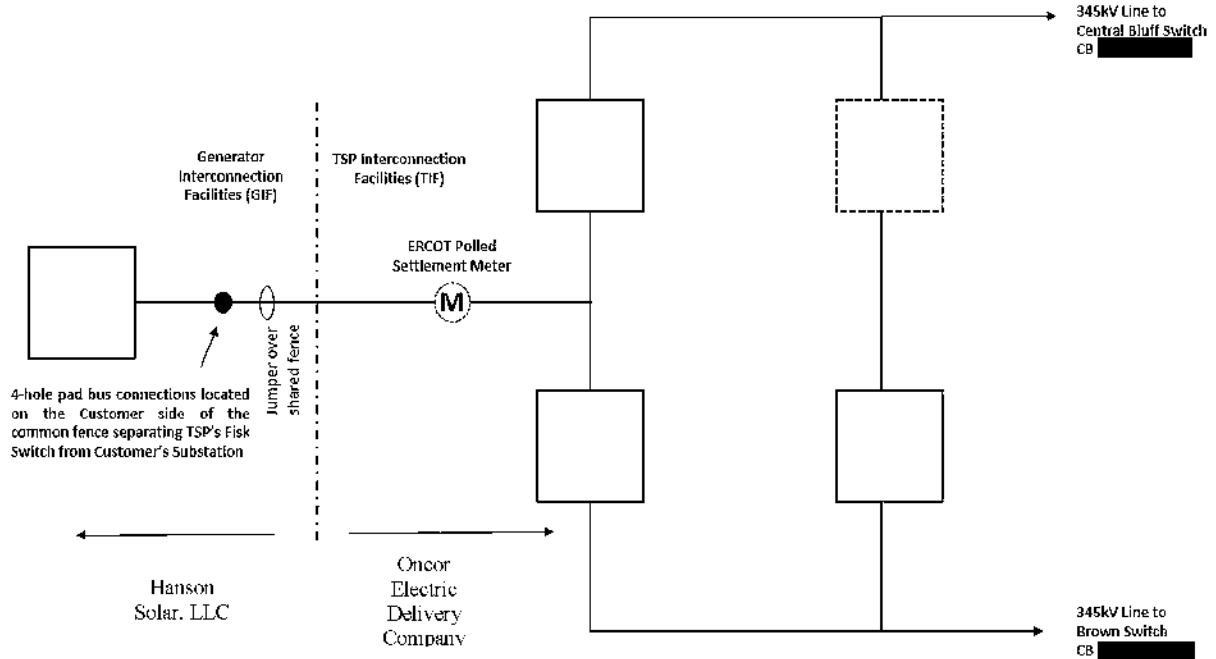 345kV Line to
Central Bluff Switch
CB
Generator
Interconnection
Facilities (GIF)
TSP Interconnection
Facilities (TIF)
ERCOT Polled
Settlement Meter
M
Jumper over
shared fence
4-hole pad bus connections located
on the Customer side of the
common fence separating TSP's Fisk
Switch from Customer's Substation
Hanson
Solar, LLC
Oncor
Electric
Delivery
Company
345kV Line to
Brown Switch
CB